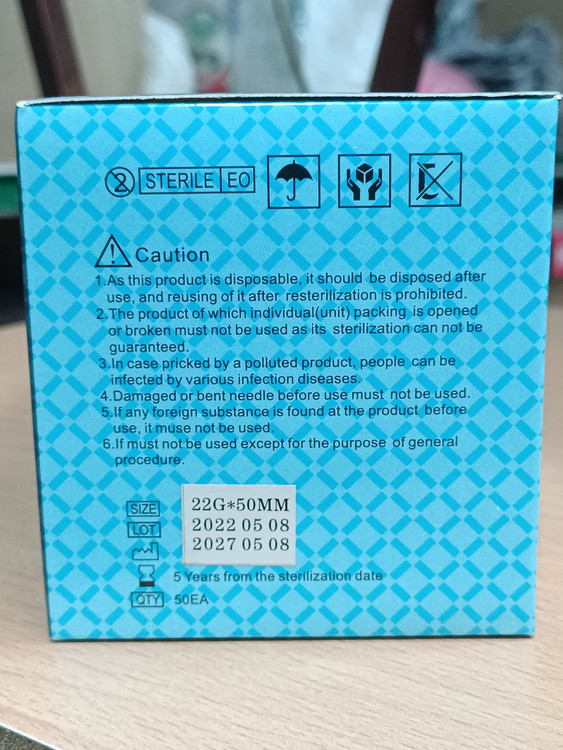 STERILE EO
Caution
1.As this product is disposable, it should be disposed after
use, and reusing of it after resterilization is prohibited.
2.The product of which individual(unit) packing is opened
or broken must not be used as its sterilization can not be
guaranteed.
3.In case pricked by a polluted product, people can be
infected by various infection diseases.
4.Damaged or bent needle before use must not be used.
5.If any foreign substance is found at the product before
use, it muse not be used.
6.If must not be used except for the purpose of general
procedure.
SIZE 22G*50MM
LOT 2022 05 08
2027 05 08
5 Years from the sterilization date
QTY 50EA